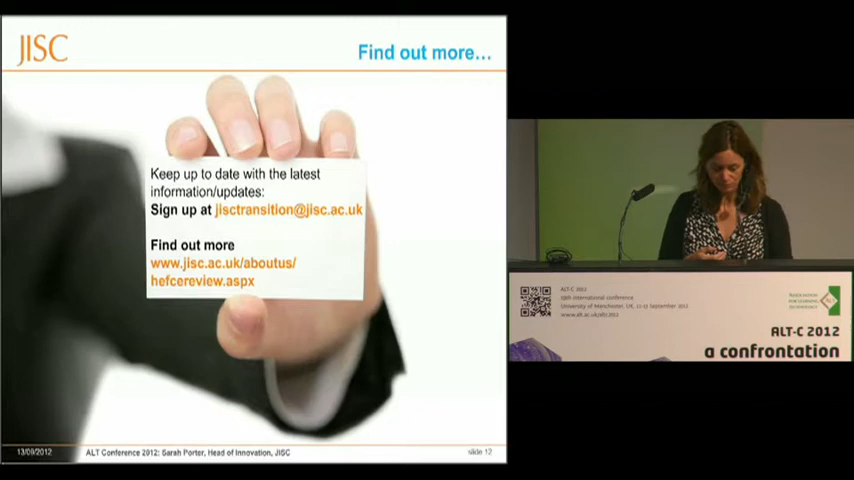 JISC
Find out more...
Keep up to date with the latest
information/updates:
Sign up at jisctransition@jisc.ac.uk
Find out more
www.jisc.ac.uk/aboutus/
hefcereview.aspx
13/09/2012
ALT Conference 2012: Sarah Porter, Head of Innovation, JISC
slide 12
ALT-C 2012
19th international conference
University of Manchester, UK, 11-13 September 2012
www.alt.ac.uk/altc2012
ASSOCIATION
FOR LEARNING
TECHNOLOGY
ALT-C 2012
a confrontation